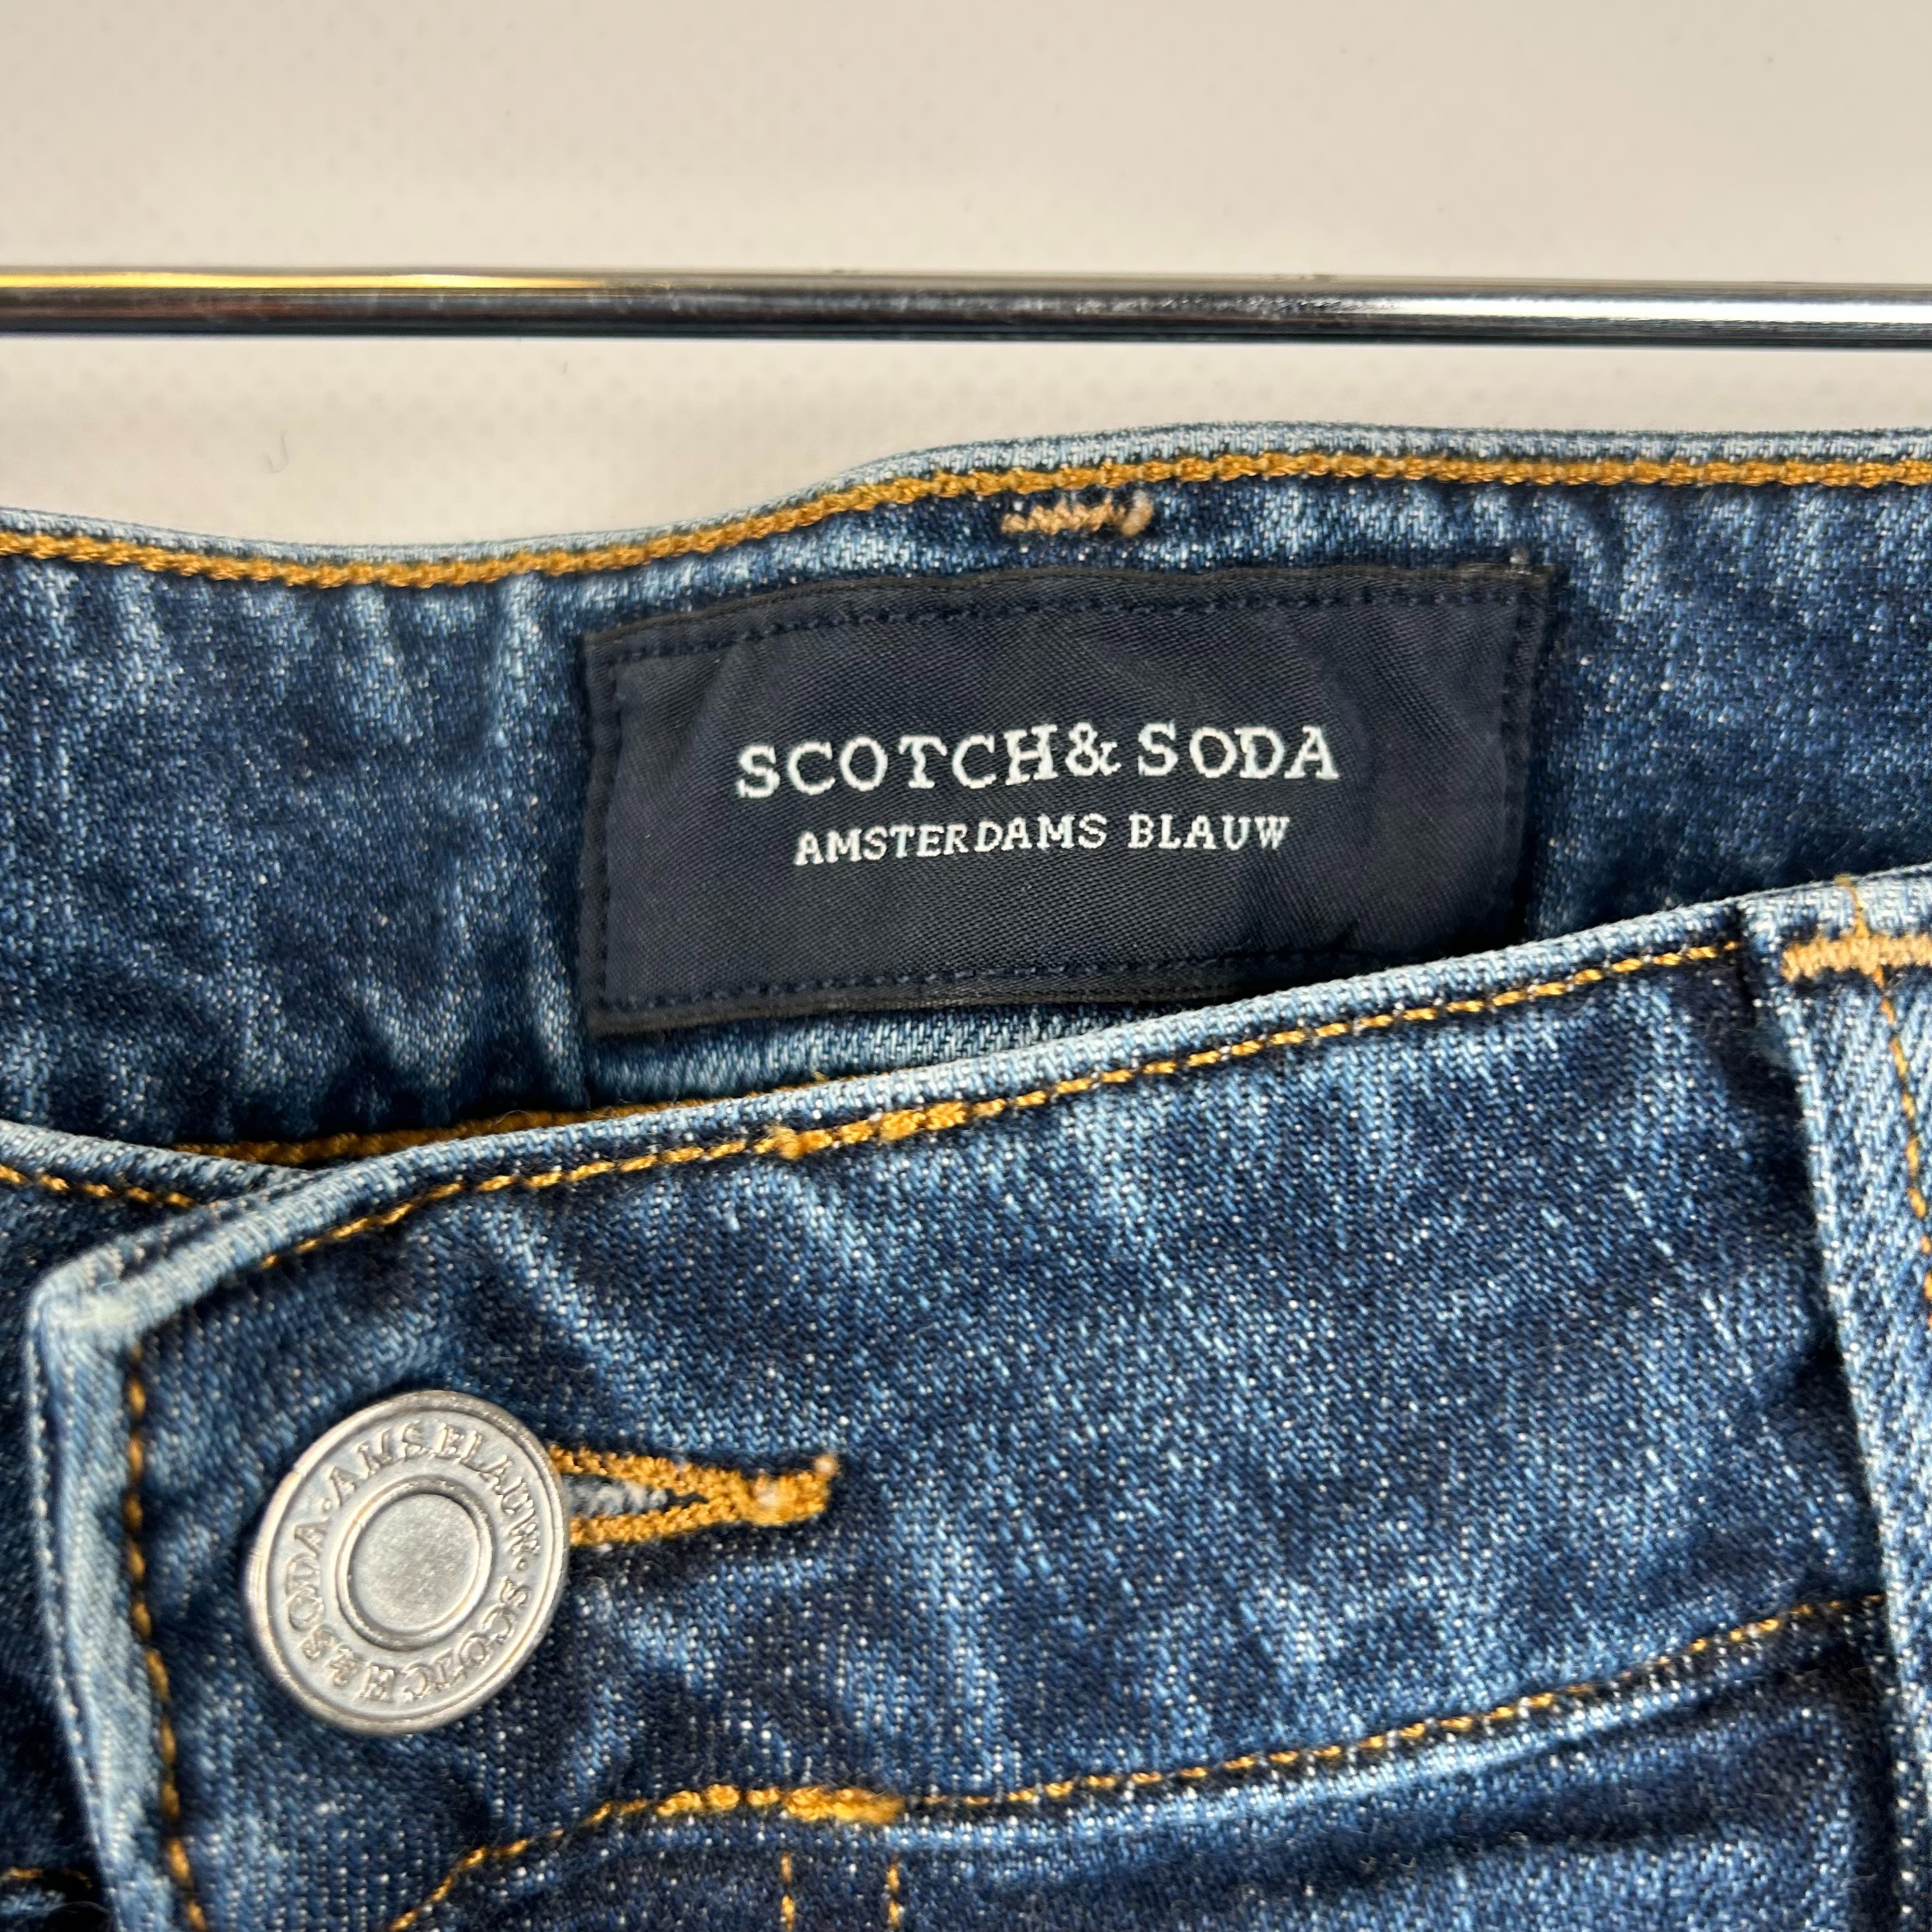 SCOTCH & SODA
AMSTERDAMS BLAUW
AMS. BLAUW · SCOTCH & SODA ·